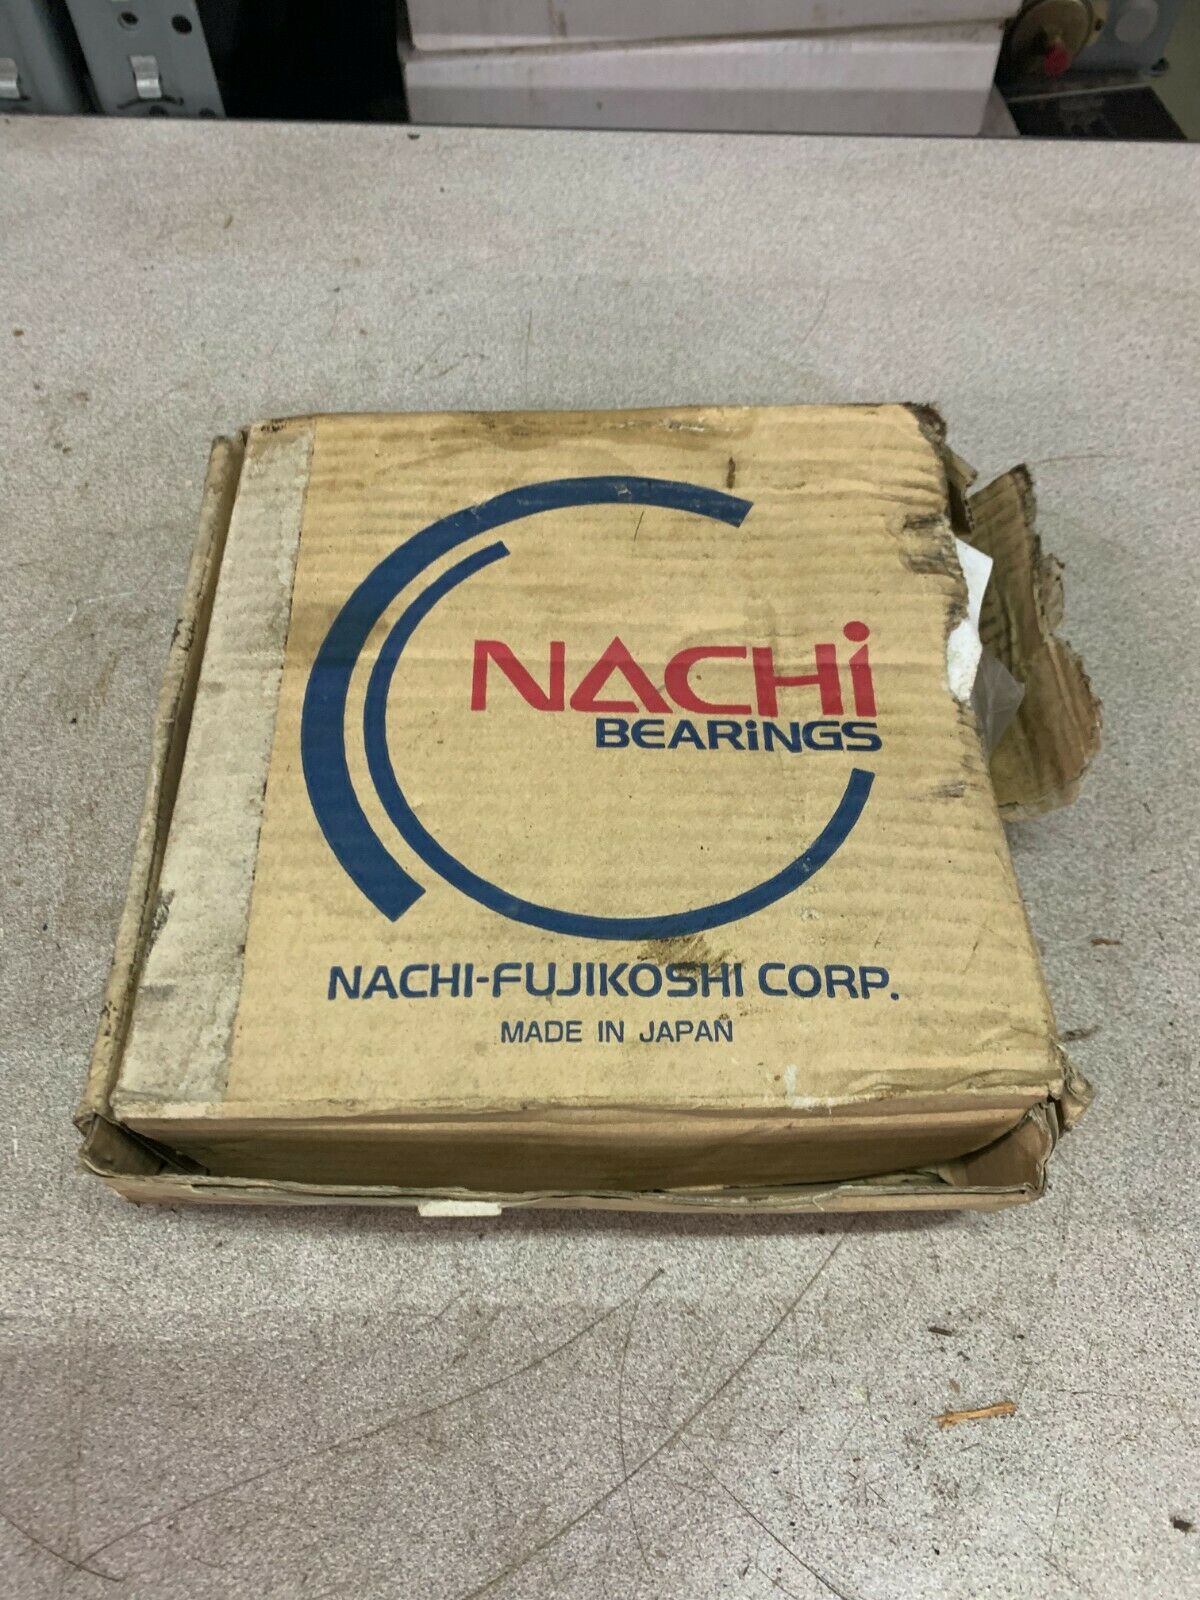 NACHi
BEARiNGS
NACHI-FUJIKOSHI CORP.
MADE IN JAPAN